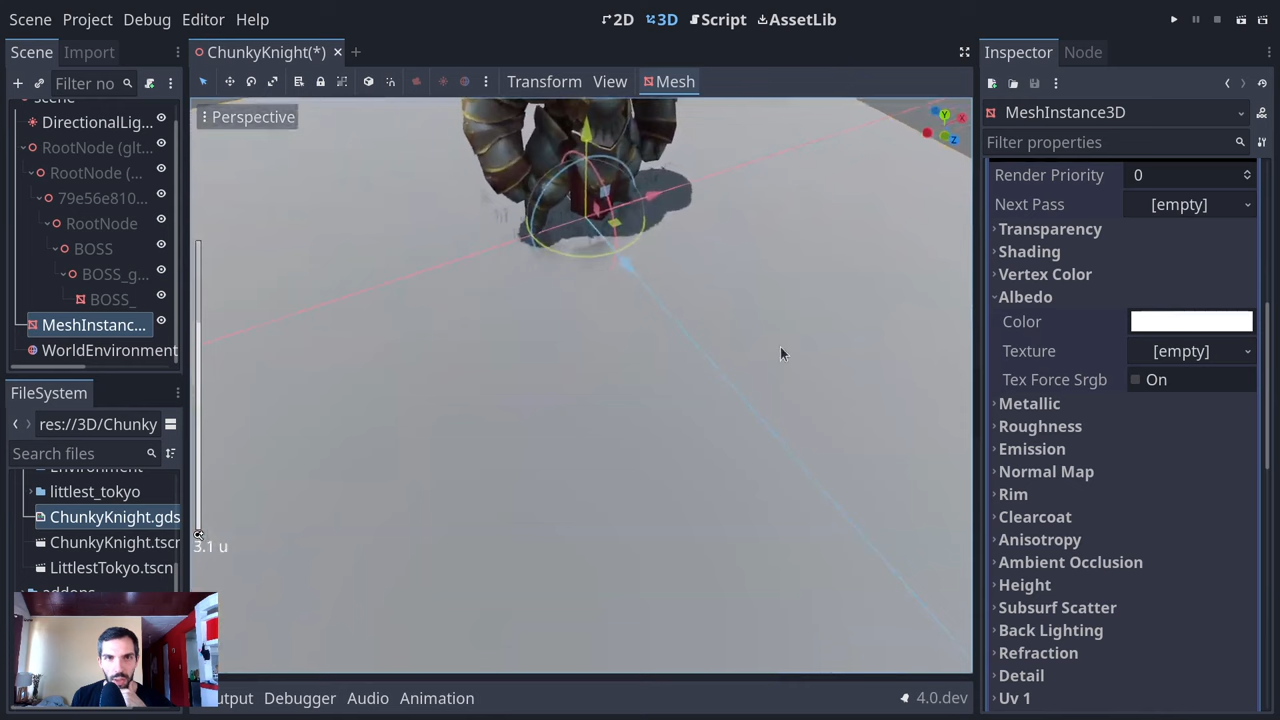 Scene Project Debug Editor Help
2D 3D Script AssetLib
Scene Import
ChunkyKnight(*)
Inspector Node
Filter no
Transform View Mesh
DirectionalLig...
Perspective
MeshInstance3D
RootNode (glt...
Filter properties
RootNode (...
Render Priority 0
79e56e810...
Next Pass [empty]
RootNode
Transparency
BOSS
Shading
BOSS_g...
Vertex Color
BOSS_
Albedo
MeshInstanc...
Color
WorldEnvironment
Texture [empty]
Tex Force Srgb On
FileSystem
Metallic
res://3D/Chunky
Roughness
Search files
Emission
Environment
Normal Map
littlest_tokyo
Rim
ChunkyKnight.gds
Clearcoat
ChunkyKnight.tscr
3.1 u
Anisotropy
LittlestTokyo.tscn
Ambient Occlusion
addons
Height
Subsurf Scatter
Back Lighting
Refraction
Detail
Uv 1
utput Debugger Audio Animation
4.0.dev